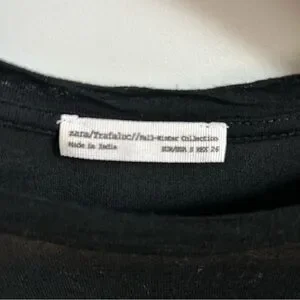 zara/Trafaluc//Fall-Winter Collection
Made in India EUR/USA S MEX 26